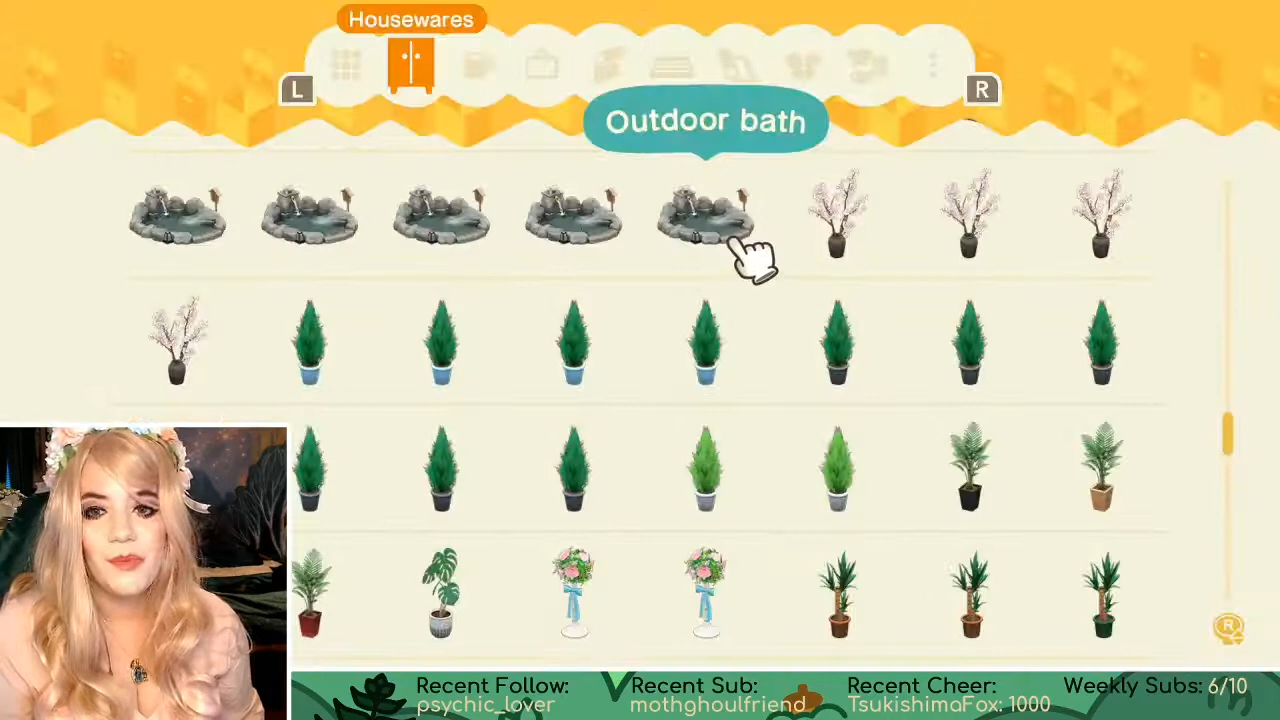 Housewares
L
R
Outdoor bath
R
Recent Follow:
psychic_lover
Recent Sub:
mothghoulfriend
Recent Cheer:
TsukishimaFox: 1000
Weekly Subs: 6/10